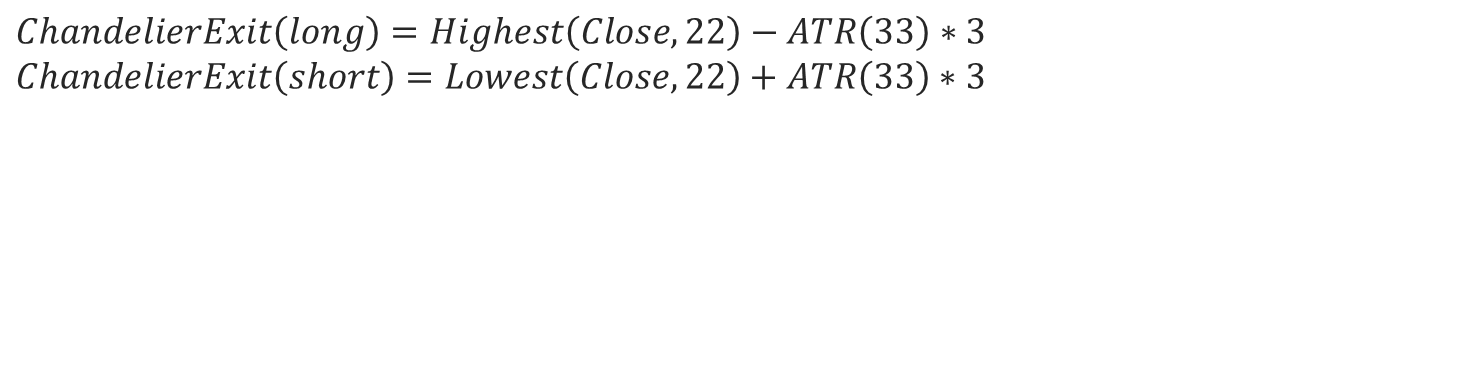 ChandelierExit(long) = Highest(Close, 22) − ATR(33) ∗ 3
ChandelierExit(short) = Lowest(Close, 22) + ATR(33) ∗ 3